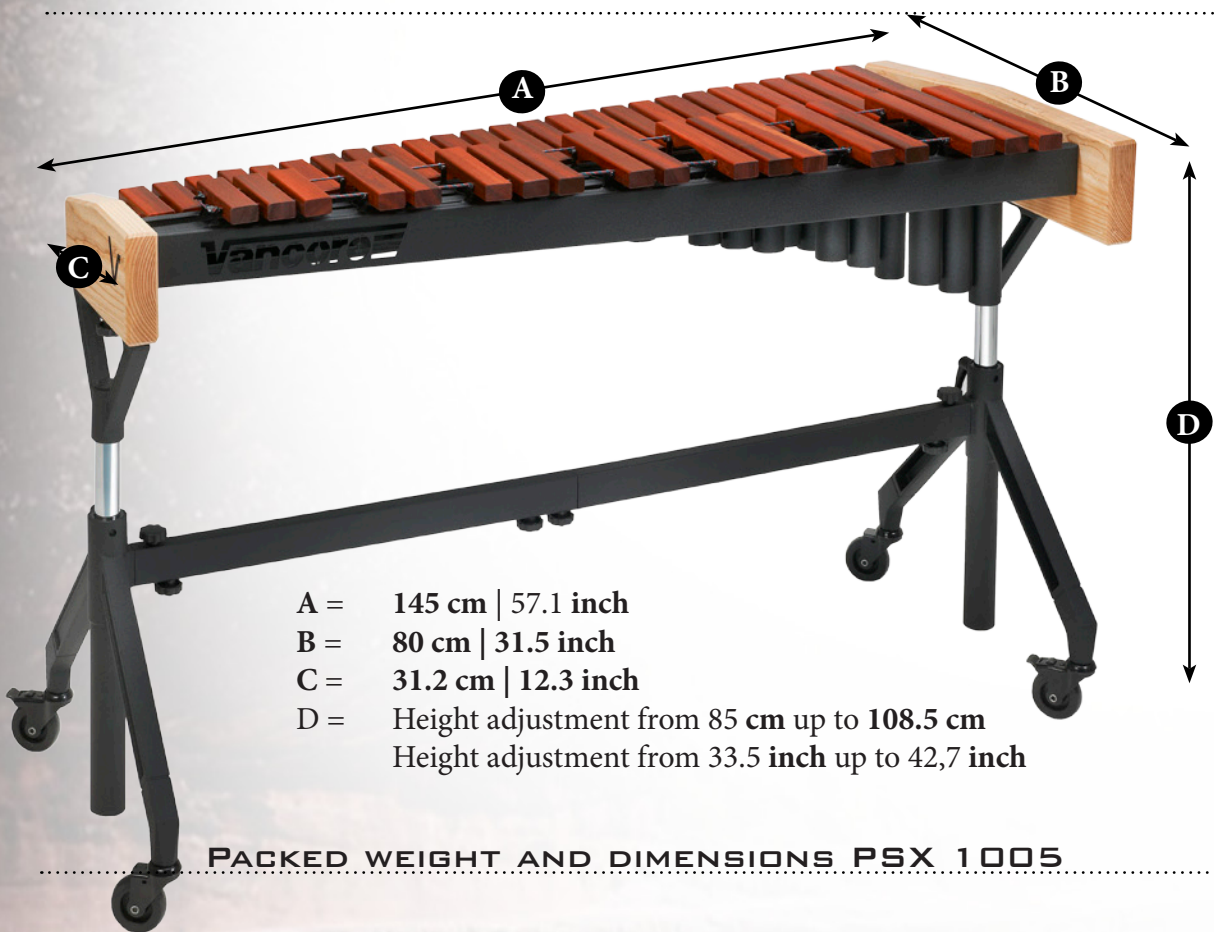 A
B
Vancore
C
D
A = 145 cm | 57.1 inch
B = 80 cm | 31.5 inch
C = 31.2 cm | 12.3 inch
D = Height adjustment from 85 cm up to 108.5 cm
Height adjustment from 33.5 inch up to 42,7 inch
PACKED WEIGHT AND DIMENSIONS PSX 1005